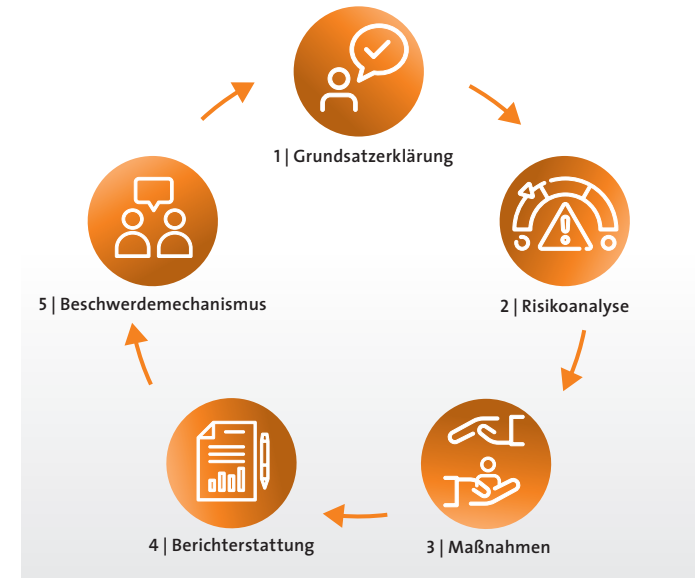 1 | Grundsatzerklärung
2 | Risikoanalyse
3 | Maßnahmen
4 | Berichterstattung
5 | Beschwerdemechanismus